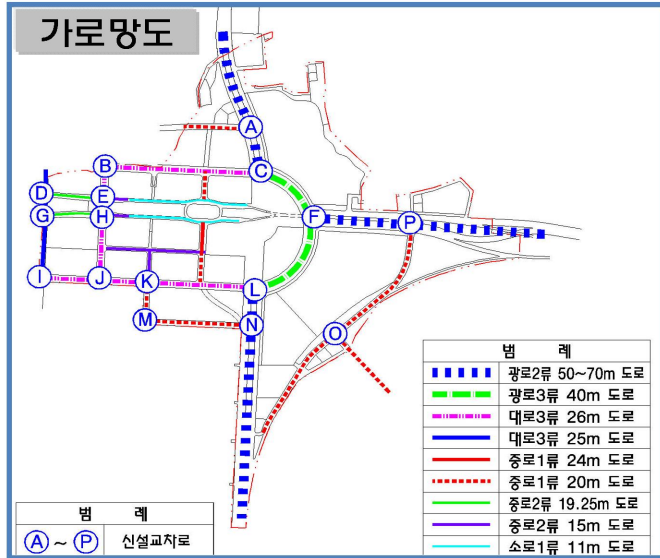 가로망도
A
B
C
D
E
F
G
H
P
I
J
K
L
M
N
O
범 례
광로2류 50~70m 도로
광로3류 40m 도로
대로3류 26m 도로
대로3류 25m 도로
중로1류 24m 도로
중로1류 20m 도로
중로2류 19.25m 도로
중로2류 15m 도로
소로1류 11m 도로
범 례
A ~ P 신설교차로